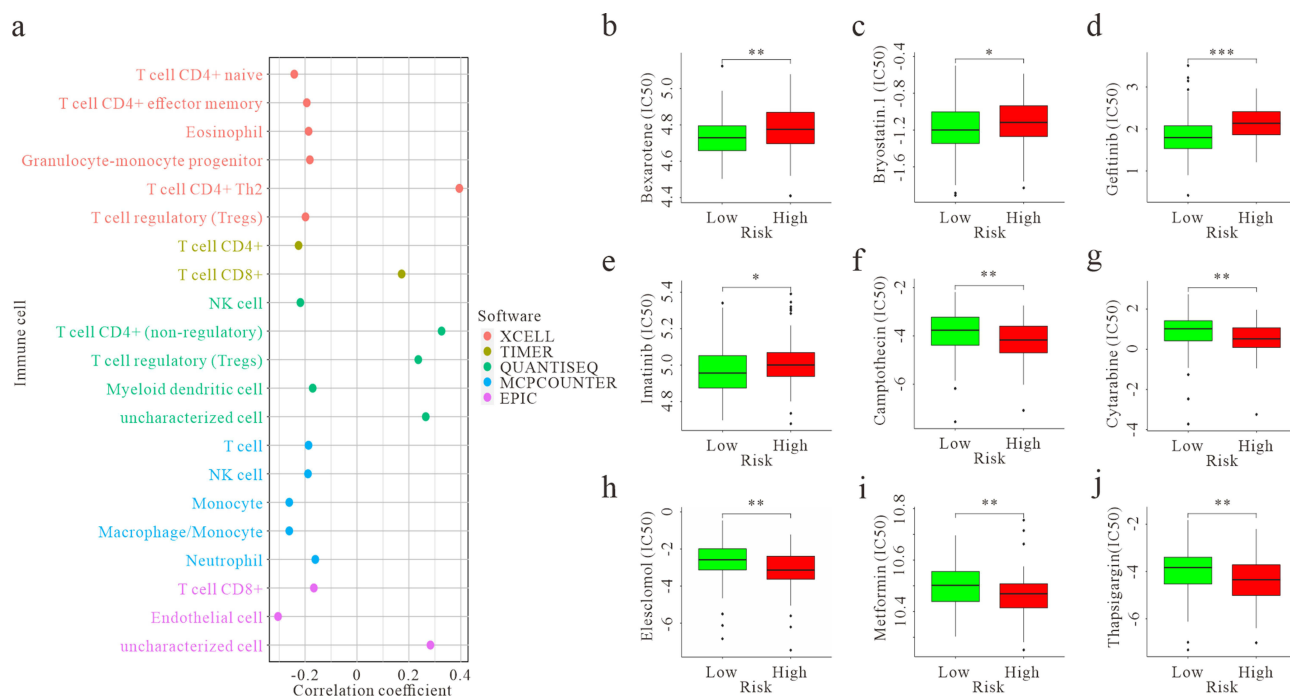 a
Immune cell
T cell CD4+ naive
T cell CD4+ effector memory
Eosinophil
Granulocyte-monocyte progenitor
T cell CD4+ Th2
T cell regulatory (Tregs)
T cell CD4+
T cell CD8+
NK cell
T cell CD4+ (non-regulatory)
T cell regulatory (Tregs)
Myeloid dendritic cell
uncharacterized cell
T cell
NK cell
Monocyte
Macrophage/Monocyte
Neutrophil
T cell CD8+
Endothelial cell
uncharacterized cell
-0.2 0 0.2 0.4
Correlation coefficient
Software
XCELL
TIMER
QUANTISEQ
MCPCOUNTER
EPIC
b
**
Bexarotene (IC50)
5.0
4.8
4.6
4.4
Low High
Risk
c
*
Bryostatin.1 (IC50)
-0.4
-0.8
-1.2
-1.6
Low High
Risk
d
***
Gefitinib (IC50)
3
2
1
Low High
Risk
e
*
Imatinib (IC50)
5.4
5.2
5.0
4.8
Low High
Risk
f
**
Camptothecin (IC50)
-2
-4
-6
Low High
Risk
g
**
Cytarabine (IC50)
2
0
-2
-4
Low High
Risk
h
**
Elesclomol (IC50)
0
-2
-4
-6
Low High
Risk
i
**
Metformin (IC50)
10.8
10.6
10.4
Low High
Risk
j
**
Thapsigargin(IC50)
-2
-4
-6
Low High
Risk